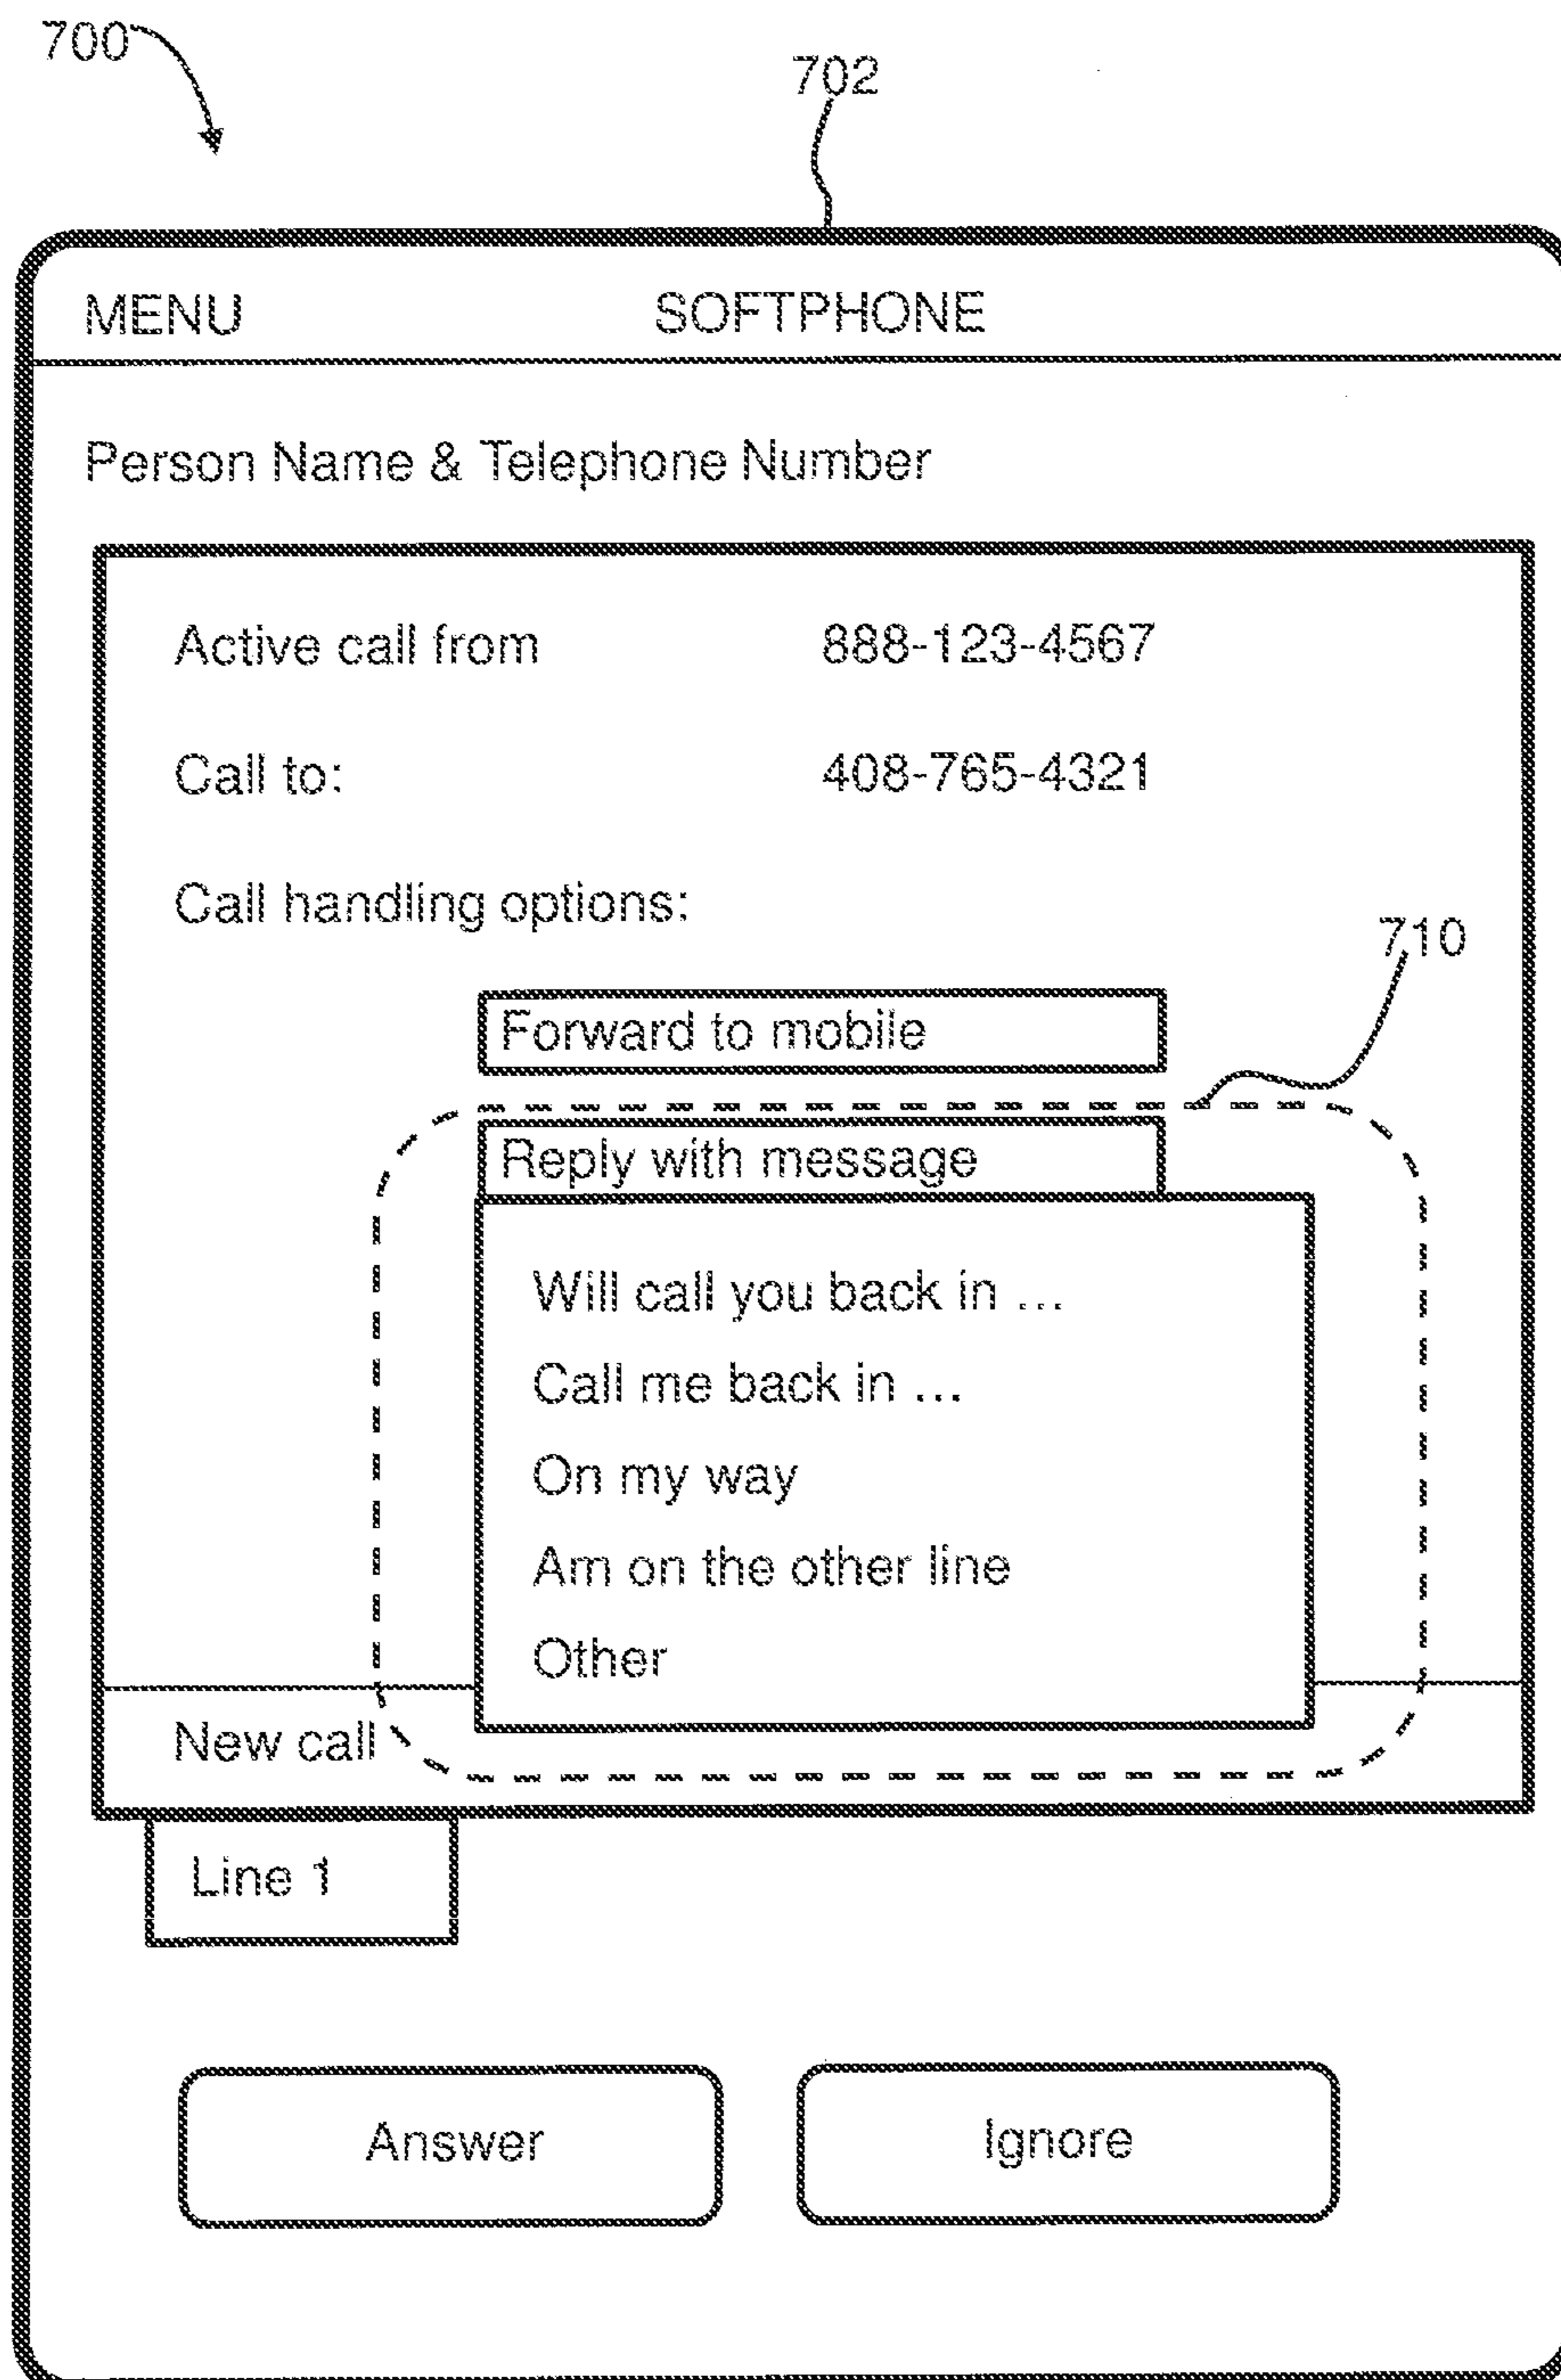 700
702
MENU SOFTPHONE
Person Name & Telephone Number
Active call from 888-123-4567
Call to: 408-765-4321
Call handling options:
710
Forward to mobile
Reply with message
Will call you back in ...
Call me back in ...
On my way
Am on the other line
Other
New call
Line 1
Answer Ignore